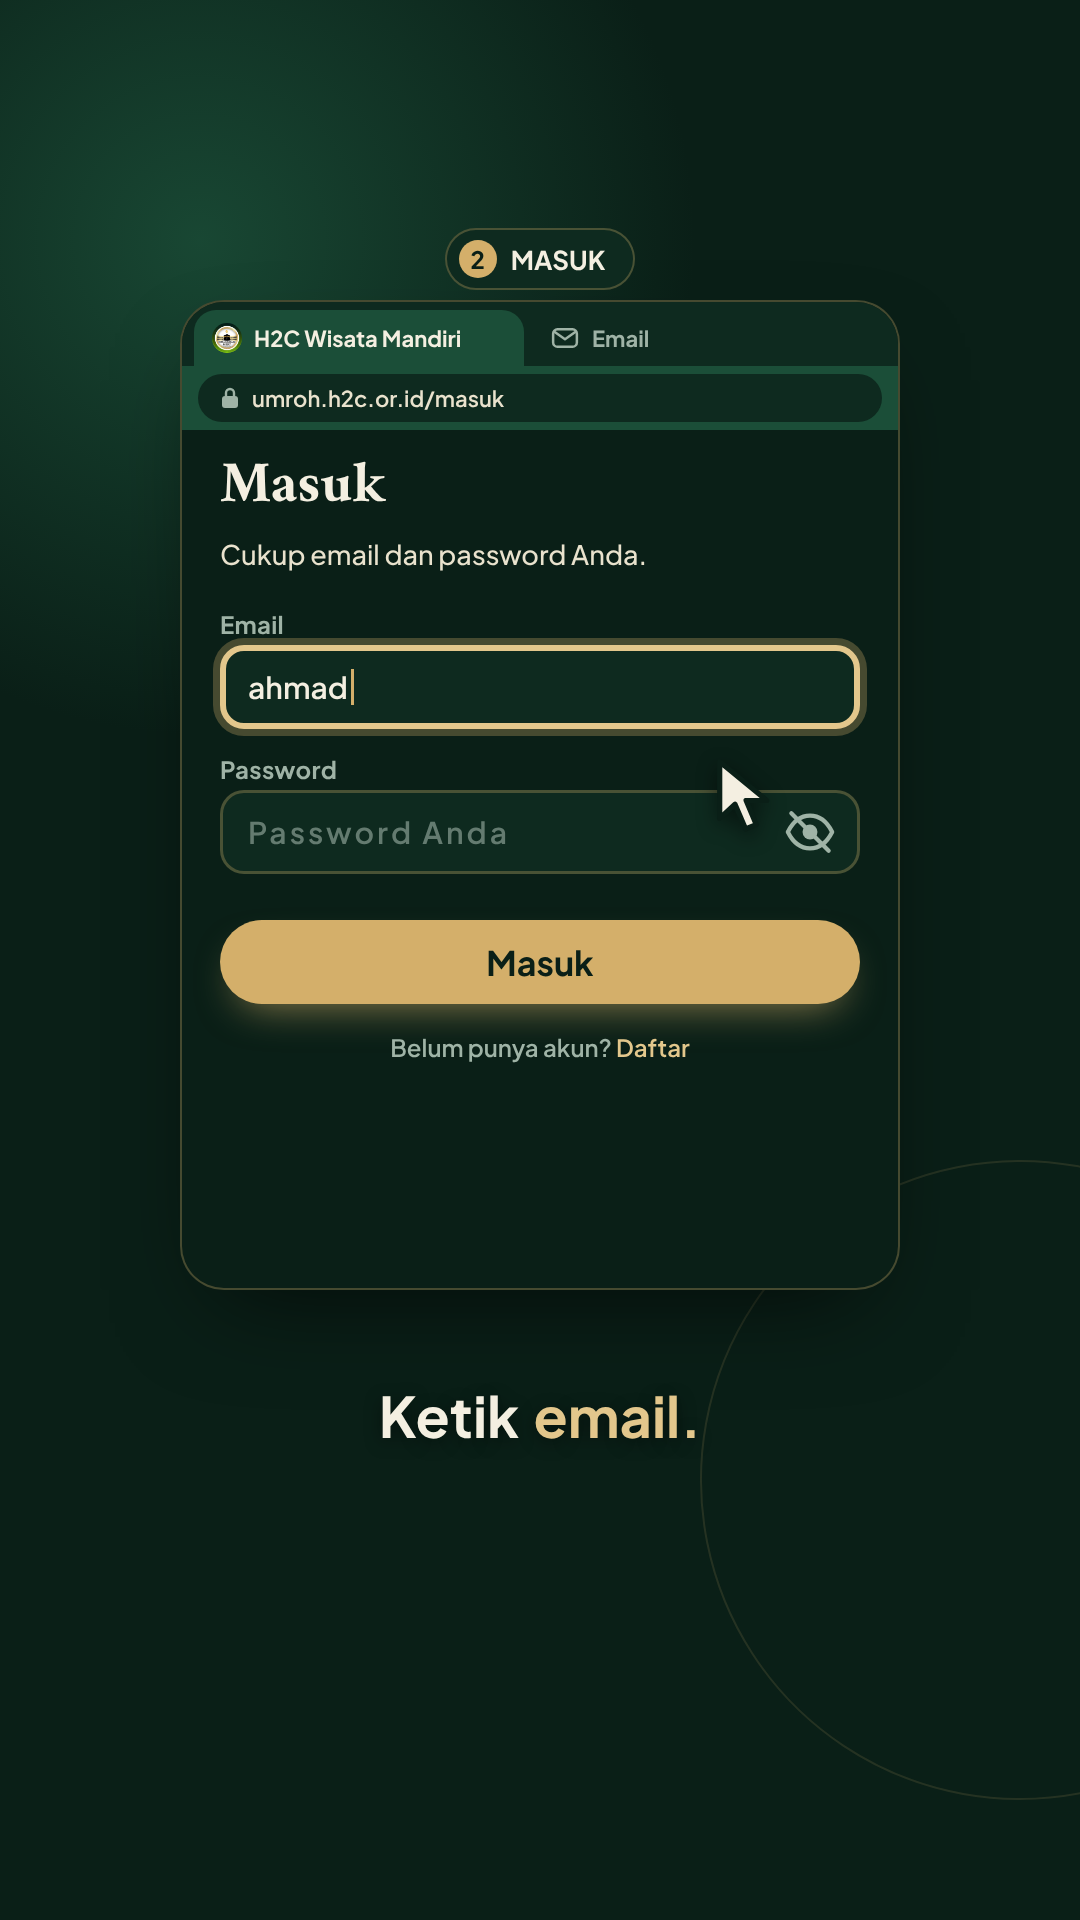 2 MASUK
H2C Wisata Mandiri
Email
umroh.h2c.or.id/masuk
Masuk
Cukup email dan password Anda.
Email
ahmad
Password
Password Anda
Masuk
Belum punya akun? Daftar
Ketik email.